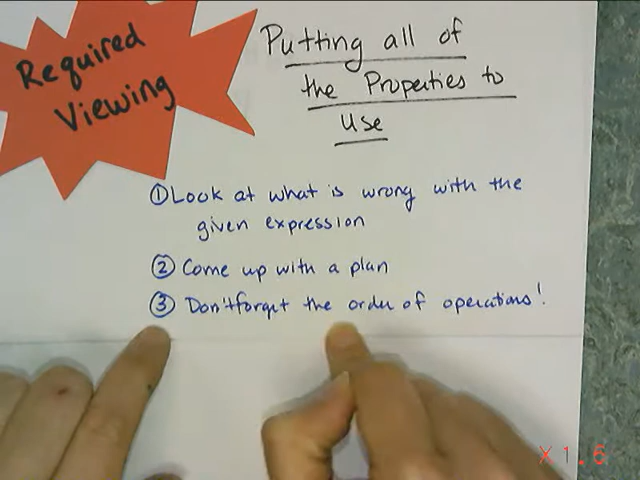 Required
Viewing
Putting all of
the Properties to
Use
① Look at what is wrong with the
given expression
② Come up with a plan
③ Don't forget the order of operations!
X1.6